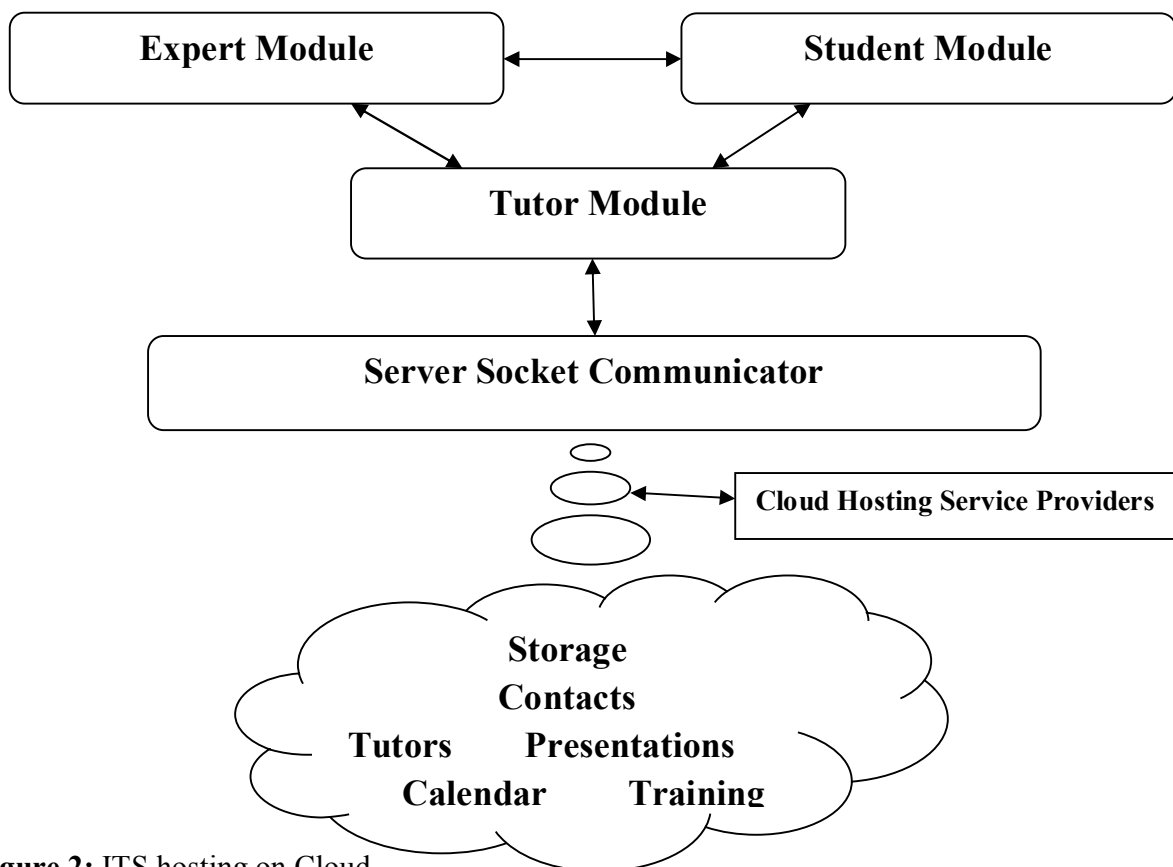 Expert Module
Student Module
Tutor Module
Server Socket Communicator
Cloud Hosting Service Providers
Storage
Contacts
Tutors Presentations
Calendar Training
gure 2: ITS hosting on Cloud